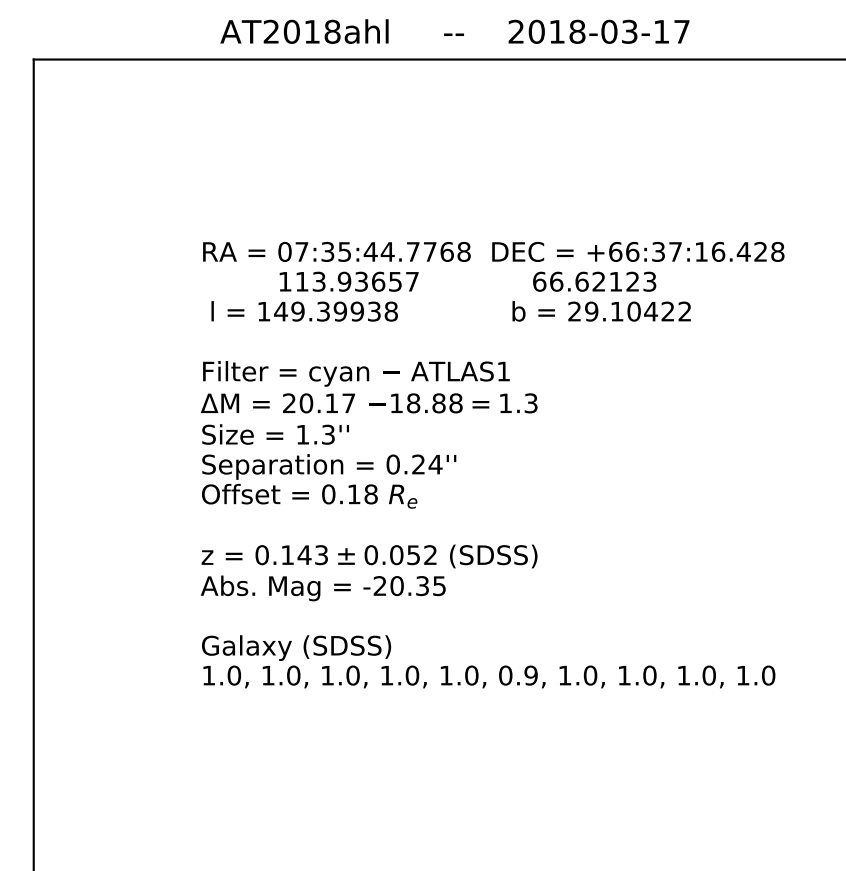 AT2018ahl -- 2018-03-17
RA = 07:35:44.7768 DEC = +66:37:16.428
113.93657 66.62123
l = 149.39938 b = 29.10422
Filter = cyan − ATLAS1
ΔM = 20.17 −18.88 = 1.3
Size = 1.3''
Separation = 0.24''
Offset = 0.18 Rₑ
z = 0.143 ± 0.052 (SDSS)
Abs. Mag = -20.35
Galaxy (SDSS)
1.0, 1.0, 1.0, 1.0, 1.0, 0.9, 1.0, 1.0, 1.0, 1.0